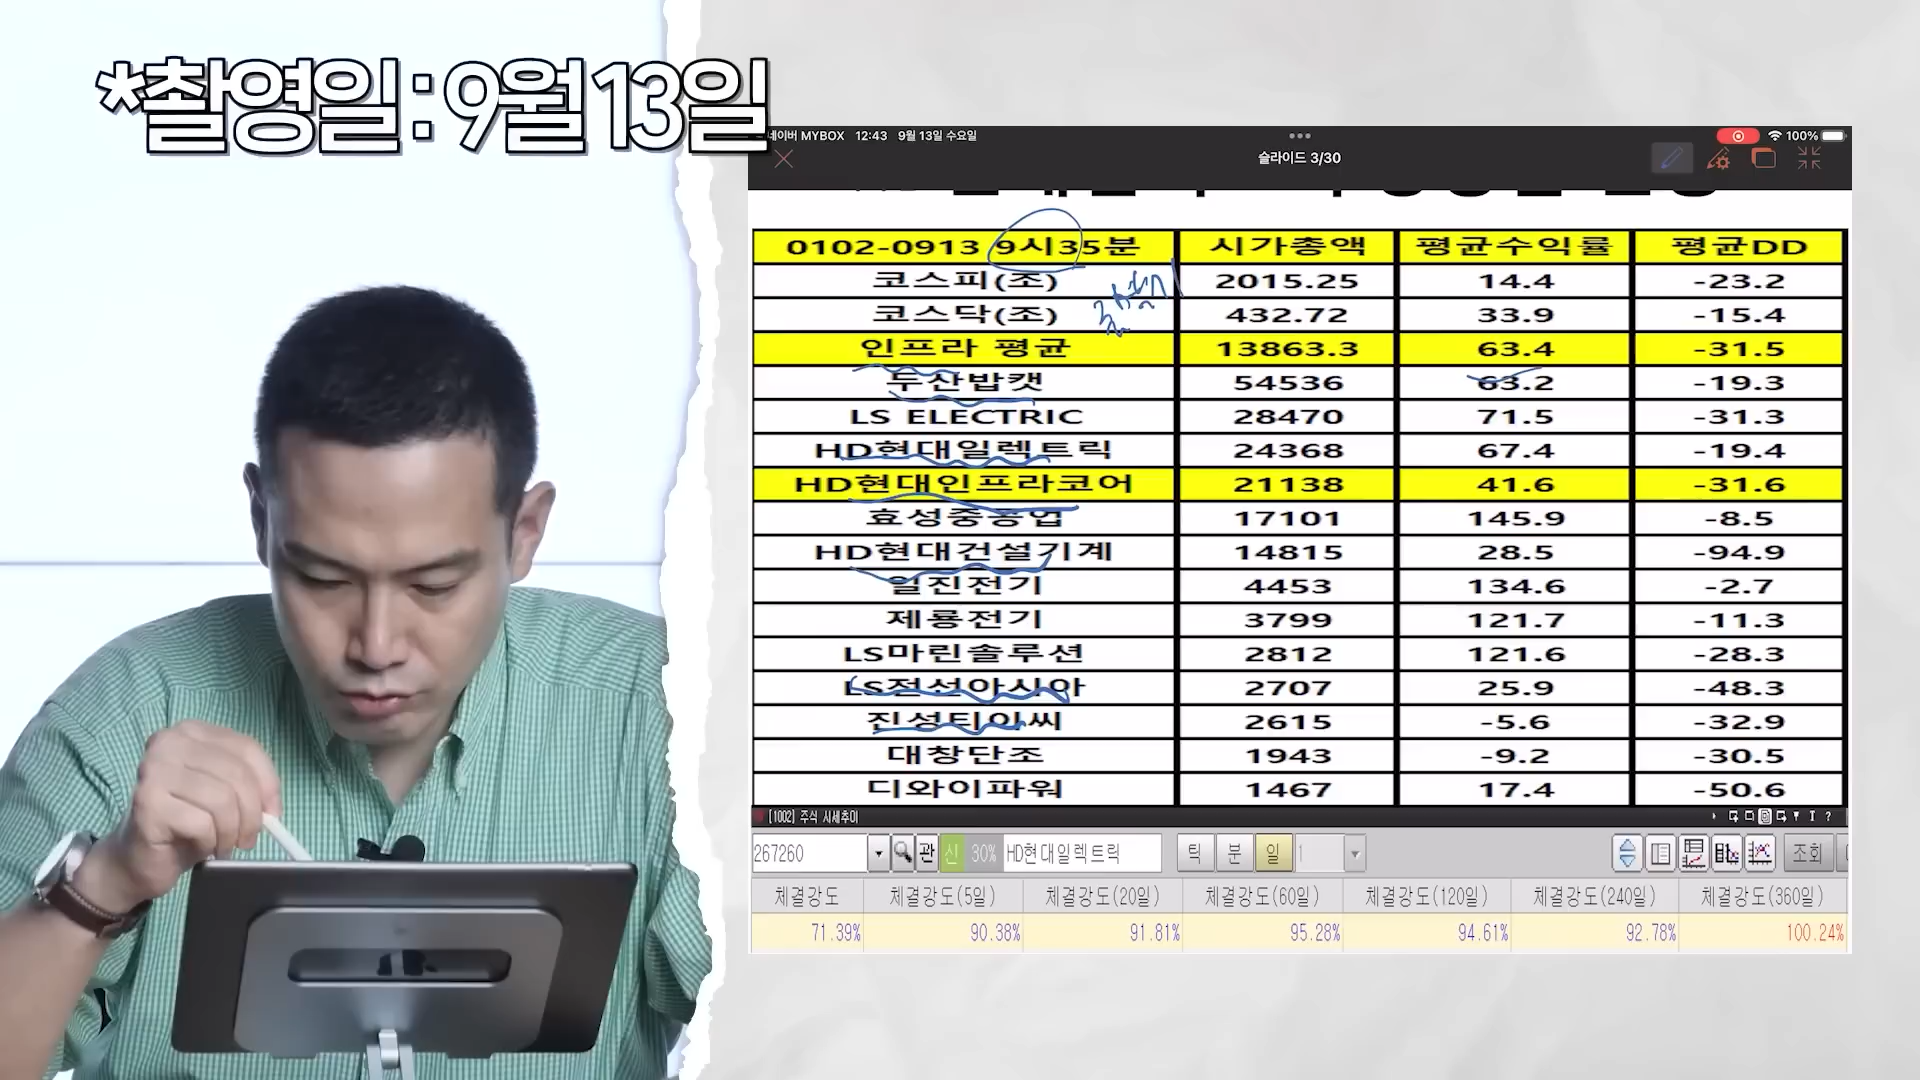 *촬영일:9월13일
네이버 MYBOX 12:43 9월 13일 수요일
100%
슬라이드 3/30
0102-0913 9시35분 시가총액 평균수익률 평균DD
코스피(조) 2015.25 14.4 -23.2
코스닥(조) 432.72 33.9 -15.4
인프라 평균 13863.3 63.4 -31.5
두산밥캣 54536 63.2 -19.3
LS ELECTRIC 28470 71.5 -31.3
HD현대일렉트릭 24368 67.4 -19.4
HD현대인프라코어 21138 41.6 -31.6
효성중공업 17101 145.9 -8.5
HD현대건설기계 14815 28.5 -94.9
일진전기 4453 134.6 -2.7
제룡전기 3799 121.7 -11.3
LS마린솔루션 2812 121.6 -28.3
LS전선아시아 2707 25.9 -48.3
진성티이씨 2615 -5.6 -32.9
대창단조 1943 -9.2 -30.5
디와이파워 1467 17.4 -50.6
[1002] 주식 시세추이
267260 관 신 30% HD현대일렉트릭 틱 분 일 1 조회
체결강도 체결강도(5일) 체결강도(20일) 체결강도(60일) 체결강도(120일) 체결강도(240일) 체결강도(360일)
71.39% 90.38% 91.81% 95.28% 94.61% 92.78% 100.24%